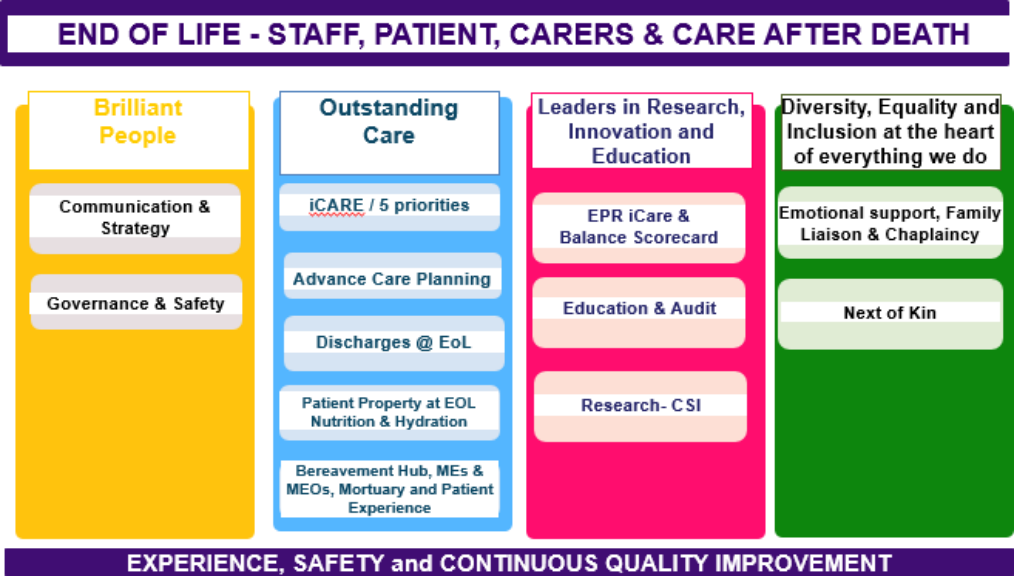 END OF LIFE - STAFF, PATIENT, CARERS & CARE AFTER DEATH
Brilliant
People
Communication &
Strategy
Governance & Safety
Outstanding
Care
iCARE / 5 priorities
Advance Care Planning
Discharges @ EoL
Patient Property at EOL
Nutrition & Hydration
Bereavement Hub, MEs &
MEOs, Mortuary and Patient
Experience
Leaders in Research,
Innovation and
Education
EPR iCare &
Balance Scorecard
Education & Audit
Research- CSI
Diversity, Equality and
Inclusion at the heart
of everything we do
Emotional support, Family
Liaison & Chaplaincy
Next of Kin
EXPERIENCE, SAFETY and CONTINUOUS QUALITY IMPROVEMENT